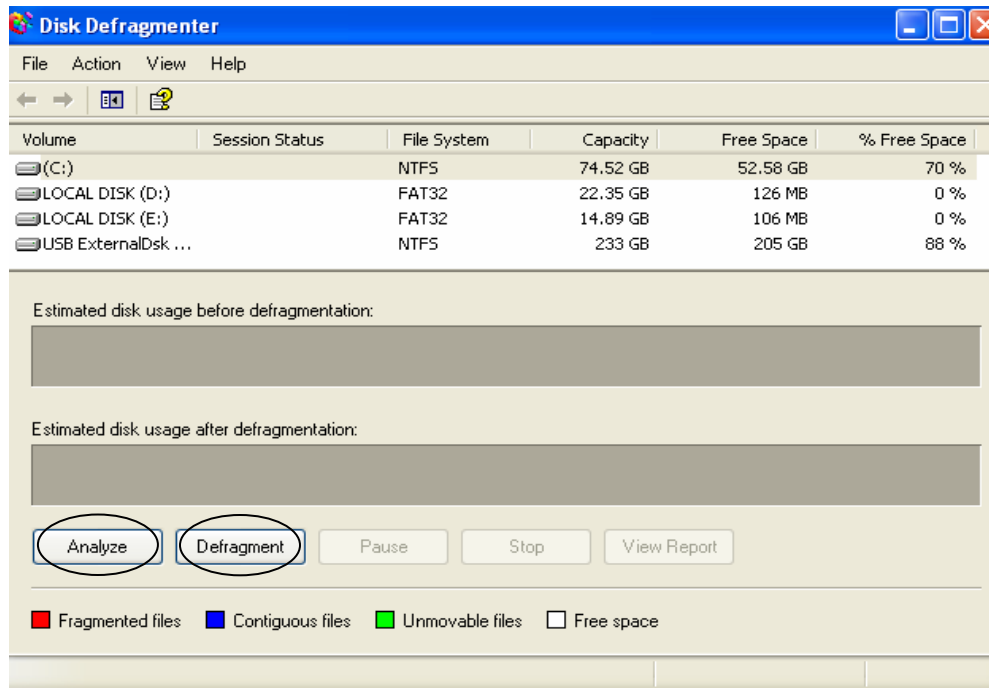 Disk Defragmenter
File Action View Help
Volume Session Status File System Capacity Free Space % Free Space
(C:) NTFS 74.52 GB 52.58 GB 70 %
LOCAL DISK (D:) FAT32 22.35 GB 126 MB 0 %
LOCAL DISK (E:) FAT32 14.89 GB 106 MB 0 %
USB ExternalDsk ... NTFS 233 GB 205 GB 88 %
Estimated disk usage before defragmentation:
Estimated disk usage after defragmentation:
Analyze Defragment Pause Stop View Report
Fragmented files Contiguous files Unmovable files Free space